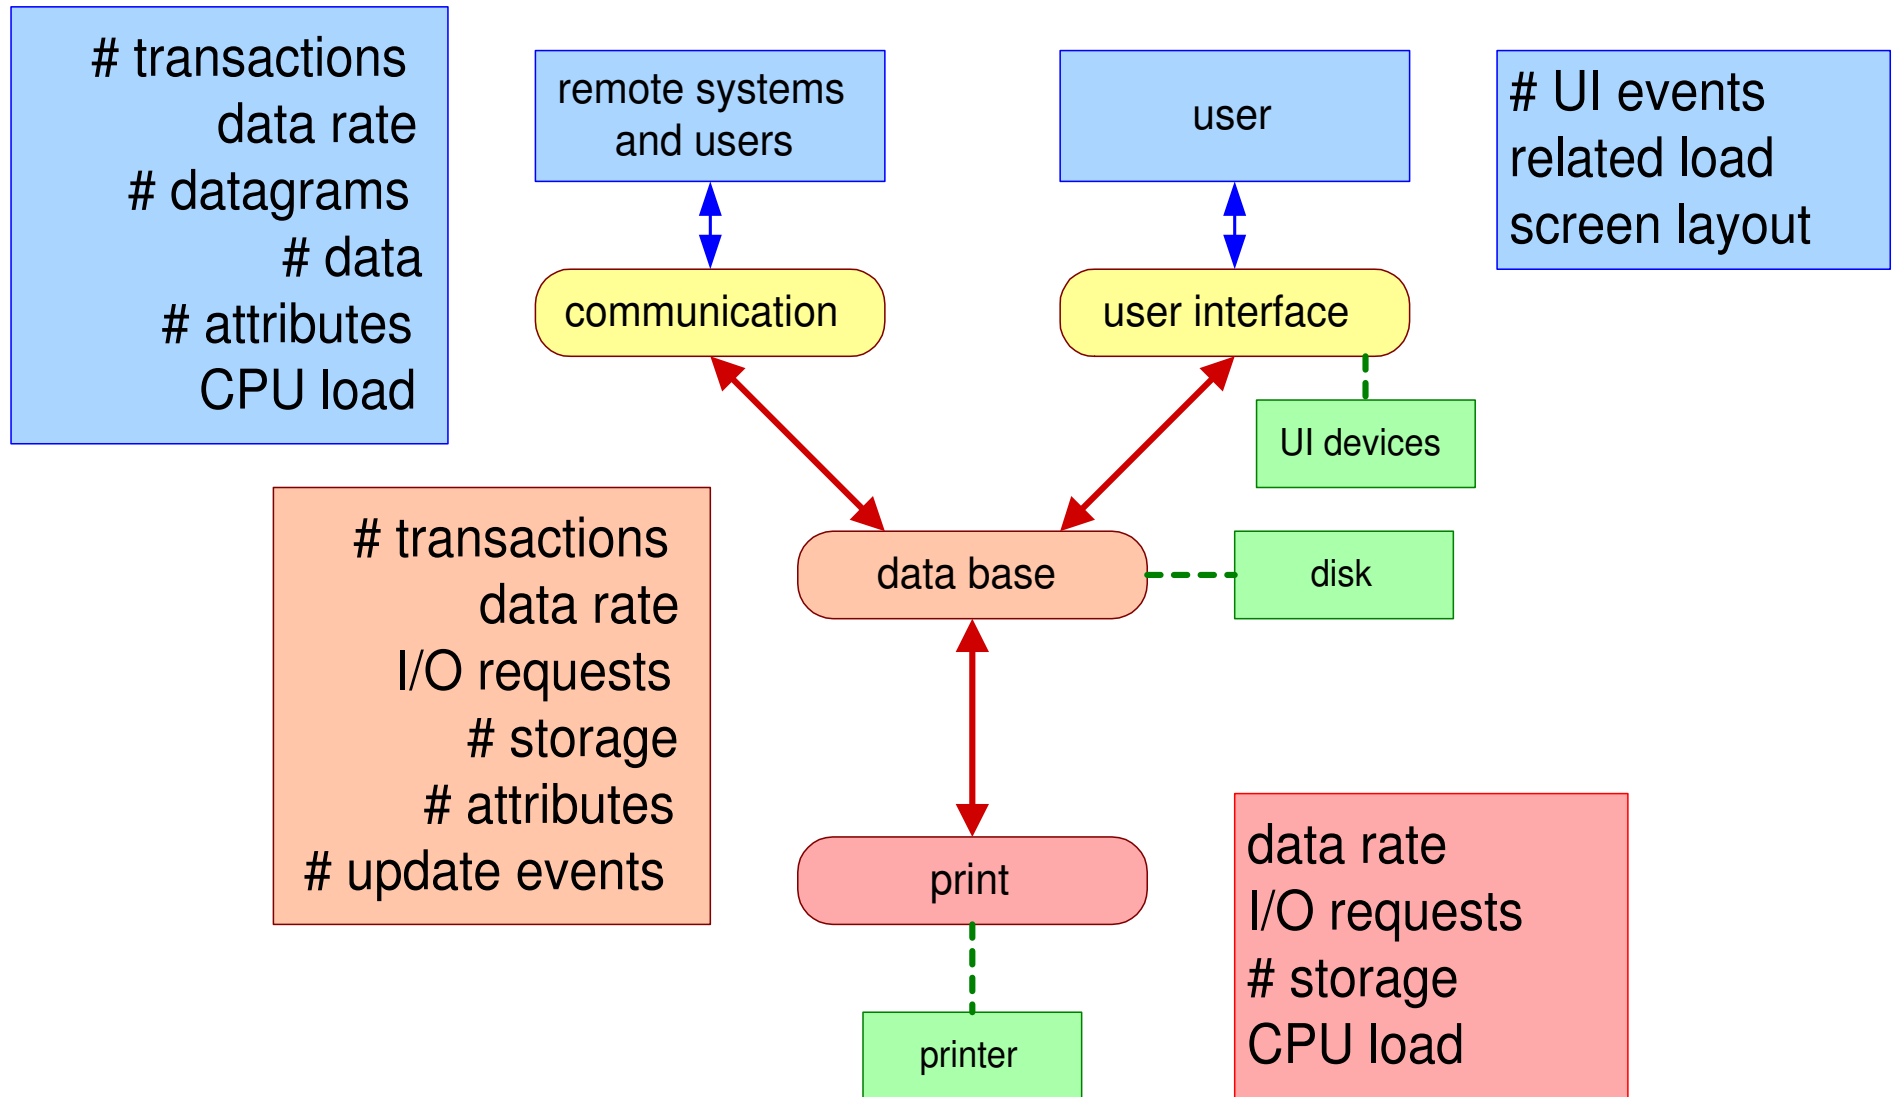 # transactions
data rate
# datagrams
# data
# attributes
CPU load
remote systems
and users
user
# UI events
related load
screen layout
communication
user interface
UI devices
# transactions
data rate
I/O requests
# storage
# attributes
# update events
data base
disk
print
printer
data rate
I/O requests
# storage
CPU load